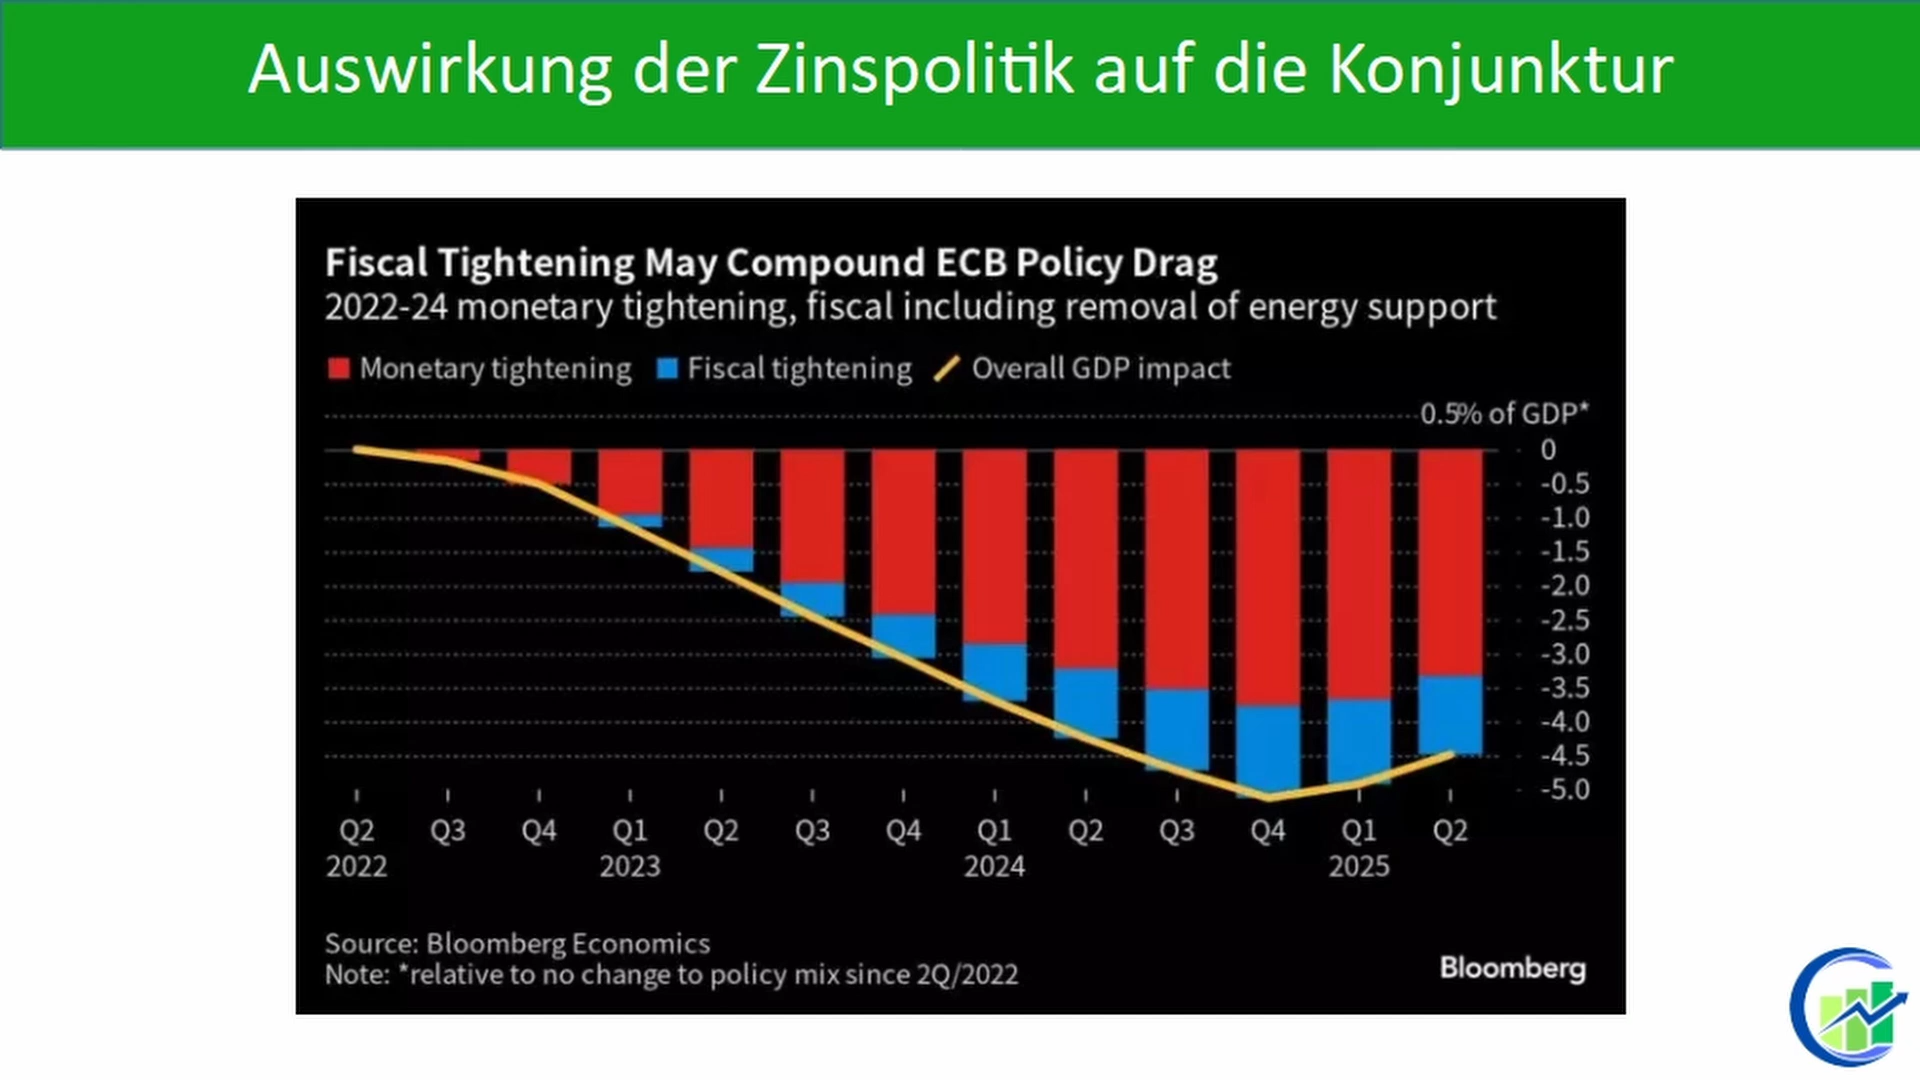 Auswirkung der Zinspolitik auf die Konjunktur
Fiscal Tightening May Compound ECB Policy Drag
2022-24 monetary tightening, fiscal including removal of energy support
Monetary tightening Fiscal tightening Overall GDP impact
0.5% of GDP*
0
-0.5
-1.0
-1.5
-2.0
-2.5
-3.0
-3.5
-4.0
-4.5
-5.0
Q2 Q3 Q4 Q1 Q2 Q3 Q4 Q1 Q2 Q3 Q4 Q1 Q2
2022 2023 2024 2025
Source: Bloomberg Economics
Note: *relative to no change to policy mix since 2Q/2022
Bloomberg